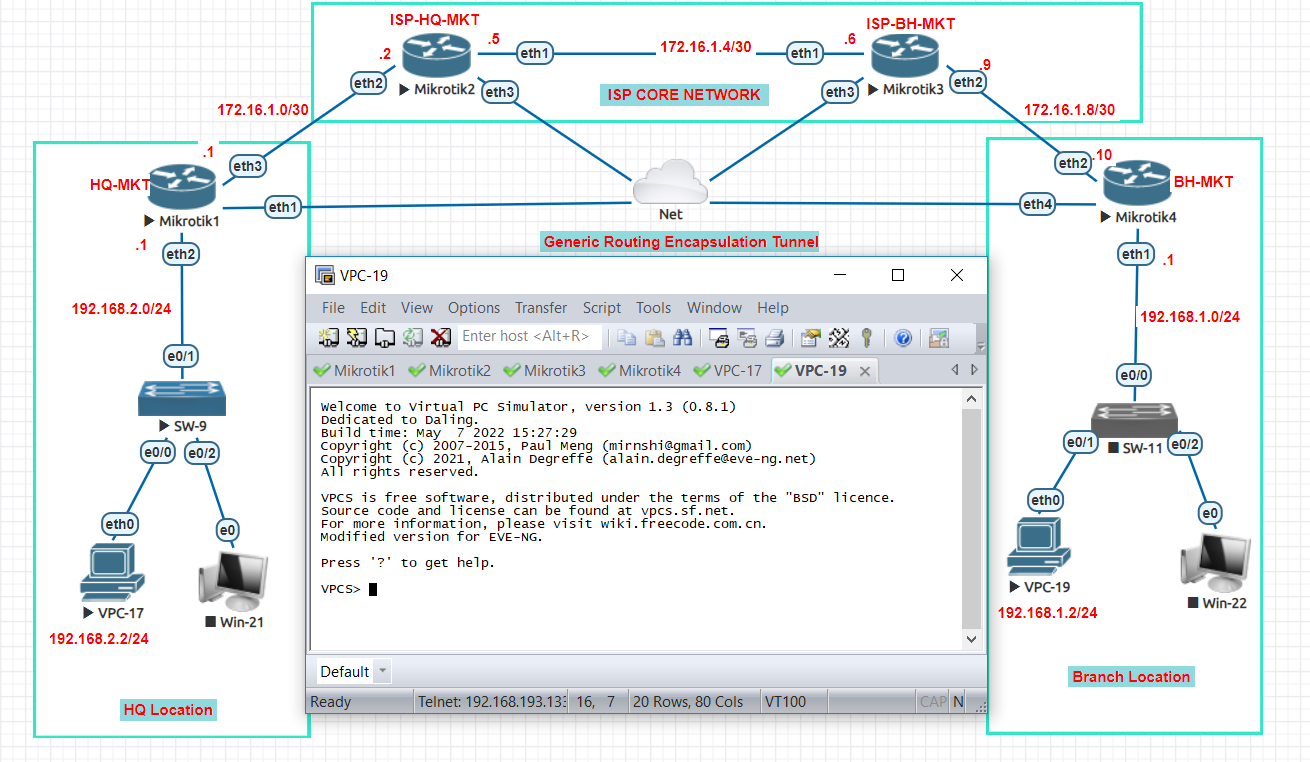 ISP-HQ-MKT
ISP-BH-MKT
.2
.5
eth1
172.16.1.4/30
eth1
.6
.9
eth2
Mikrotik2
eth3
ISP CORE NETWORK
eth3
Mikrotik3
eth2
172.16.1.0/30
172.16.1.8/30
.1
eth3
HQ-MKT
eth1
Mikrotik1
Net
eth2
.10
BH-MKT
eth4
Mikrotik4
Generic Routing Encapsulation Tunnel
.1
eth2
192.168.2.0/24
e0/1
SW-9
e0/0
e0/2
eth0
e0
VPC-17
Win-21
192.168.2.2/24
HQ Location
eth1
.1
192.168.1.0/24
e0/0
e0/1
SW-11
e0/2
eth0
e0
VPC-19
Win-22
192.168.1.2/24
Branch Location
VPC-19
File Edit View Options Transfer Script Tools Window Help
Enter host <Alt+R>
Mikrotik1 Mikrotik2 Mikrotik3 Mikrotik4 VPC-17 VPC-19
Welcome to Virtual PC Simulator, version 1.3 (0.8.1)
Dedicated to Daling.
Build time: May  7 2022 15:27:29
Copyright (c) 2007-2015, Paul Meng (mirnshi@gmail.com)
Copyright (c) 2021, Alain Degreffe (alain.degreffe@eve-ng.net)
All rights reserved.
VPCS is free software, distributed under the terms of the "BSD" licence.
Source code and license can be found at vpcs.sf.net.
For more information, please visit wiki.freecode.com.cn.
Modified version for EVE-NG.
Press '?' to get help.
VPCS>
Default
Ready Telnet: 192.168.193.133 16, 7 20 Rows, 80 Cols VT100 CAP N